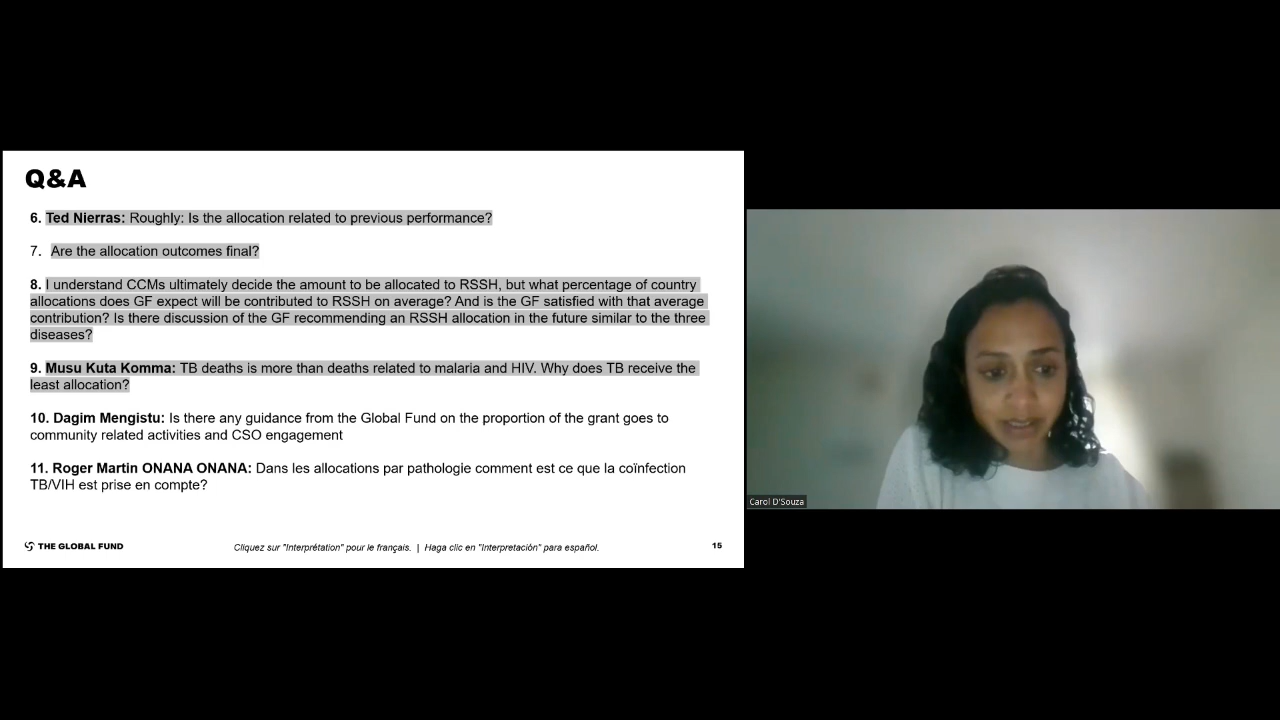 Q&A
6. Ted Nierras: Roughly: Is the allocation related to previous performance?
7. Are the allocation outcomes final?
8. I understand CCMs ultimately decide the amount to be allocated to RSSH, but what percentage of country
allocations does GF expect will be contributed to RSSH on average? And is the GF satisfied with that average
contribution? Is there discussion of the GF recommending an RSSH allocation in the future similar to the three
diseases?
9. Musu Kuta Komma: TB deaths is more than deaths related to malaria and HIV. Why does TB receive the
least allocation?
10. Dagim Mengistu: Is there any guidance from the Global Fund on the proportion of the grant goes to
community related activities and CSO engagement
11. Roger Martin ONANA ONANA: Dans les allocations par pathologie comment est ce que la coïnfection
TB/VIH est prise en compte?
THE GLOBAL FUND
Cliquez sur "Interprétation" pour le français. | Haga clic en "Interpretación" para español.
15
Carol D'Souza